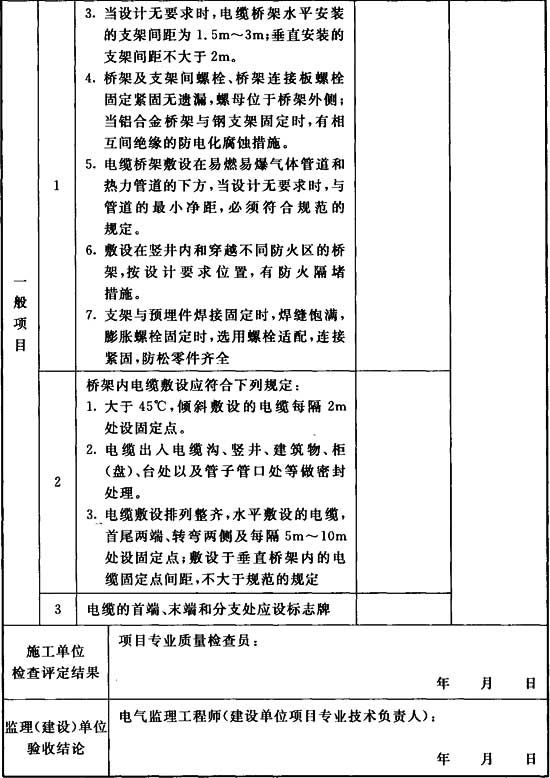 3. 当设计无要求时,电缆桥架水平安装
的支架间距为 1.5m～3m;垂直安装的
支架间距不大于 2m。
4. 桥架及支架间螺栓、桥架连接板螺栓
固定紧固无遗漏,螺母位于桥架外侧;
当铝合金桥架与钢支架固定时,有相
互间绝缘的防电化腐蚀措施。
5. 电缆桥架敷设在易燃易爆气体管道和
热力管道的下方,当设计无要求时,与
管道的最小净距,必须符合规范的
规定。
6. 敷设在竖井内和穿越不同防火区的桥
架,按设计要求位置,有防火隔堵
措施。
7. 支架与预埋件焊接固定时,焊缝饱满,
膨胀螺栓固定时,选用螺栓适配,连接
紧固,防松零件齐全
1
一
般
项
目
桥架内电缆敷设应符合下列规定:
1. 大于 45℃,倾斜敷设的电缆每隔 2m
处设固定点。
2. 电缆出入电缆沟、竖井、建筑物、柜
(盘)、台处以及管子管口处等做密封
处理。
3. 电缆敷设排列整齐,水平敷设的电缆,
首尾两端、转弯两侧及每隔 5m～10m
处设固定点;敷设于垂直桥架内的电
缆固定点间距,不大于规范的规定
2
3 电缆的首端、末端和分支处应设标志牌
施工单位
检查评定结果
项目专业质量检查员:
年 月 日
监理(建设)单位
验收结论
电气监理工程师(建设单位项目专业技术负责人):
年 月 日